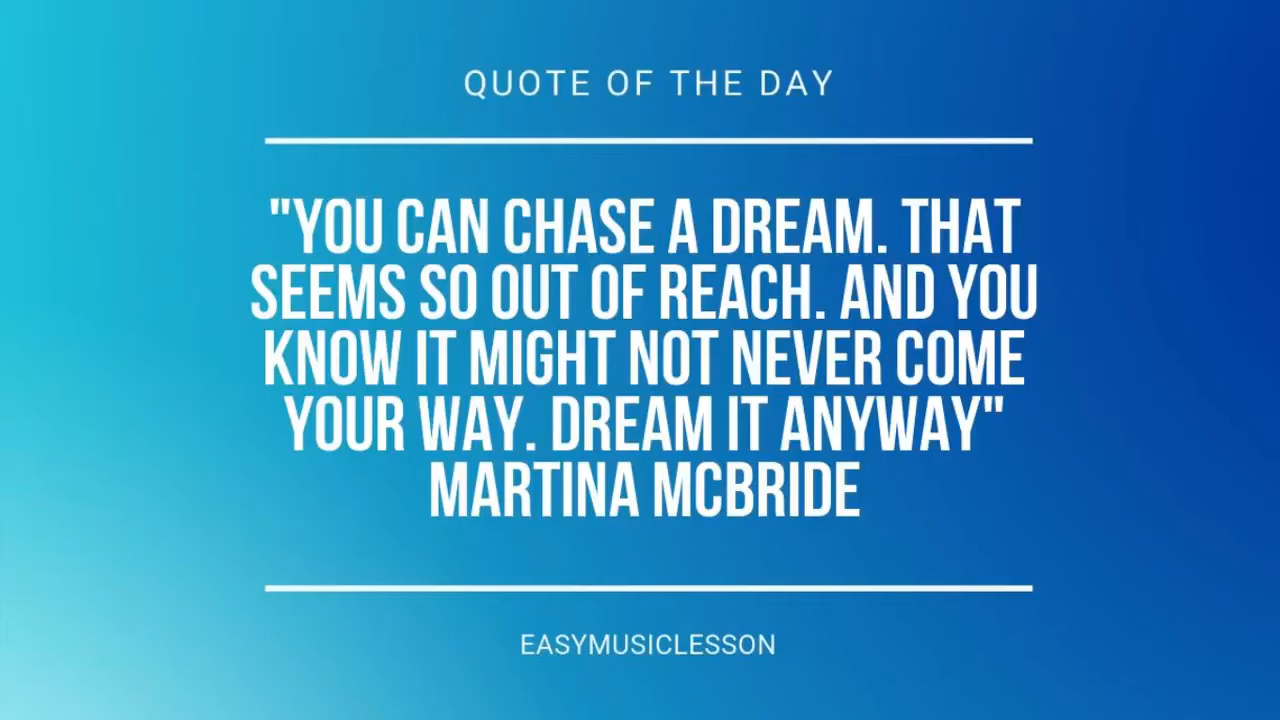 QUOTE OF THE DAY
"YOU CAN CHASE A DREAM. THAT
SEEMS SO OUT OF REACH. AND YOU
KNOW IT MIGHT NOT NEVER COME
YOUR WAY. DREAM IT ANYWAY"
MARTINA MCBRIDE
EASYMUSICLESSON